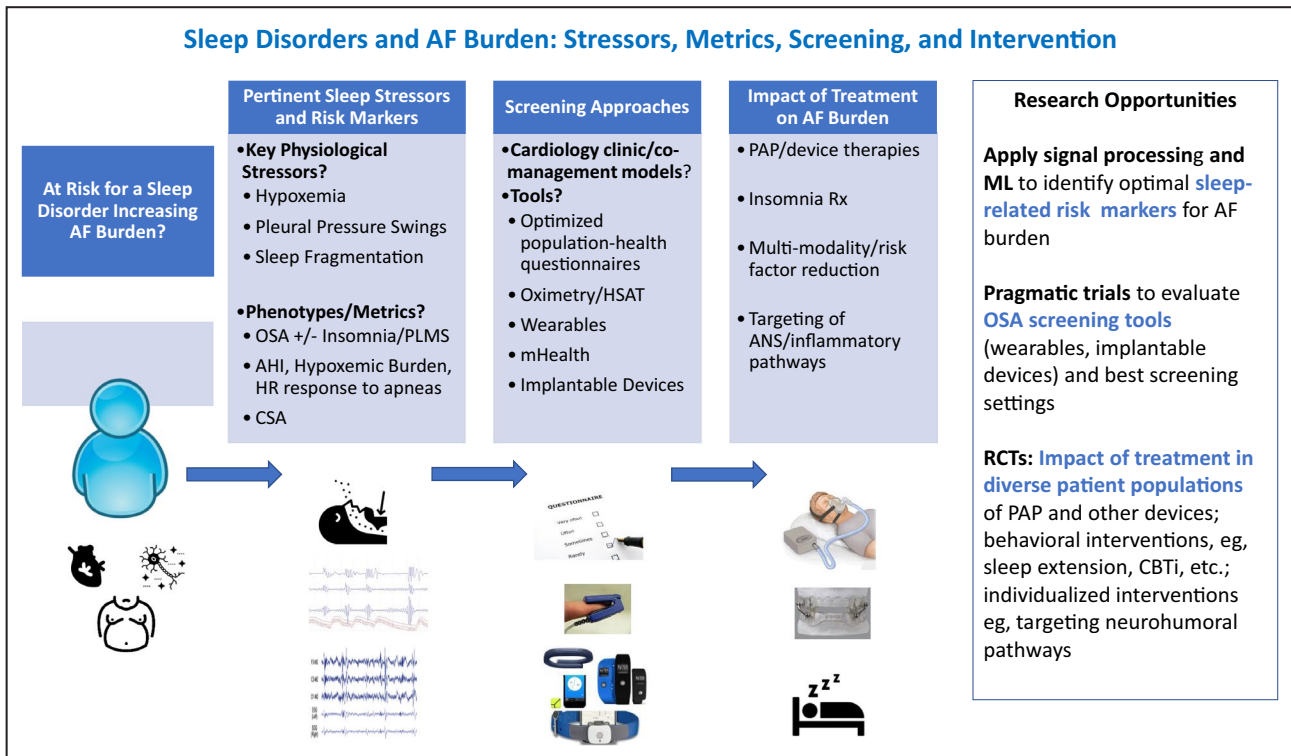 Sleep Disorders and AF Burden: Stressors, Metrics, Screening, and Intervention
At Risk for a Sleep
Disorder Increasing
AF Burden?
Pertinent Sleep Stressors
and Risk Markers
•Key Physiological
Stressors?
• Hypoxemia
• Pleural Pressure Swings
• Sleep Fragmentation
•Phenotypes/Metrics?
• OSA +/- Insomnia/PLMS
• AHI, Hypoxemic Burden,
HR response to apneas
• CSA
Screening Approaches
•Cardiology clinic/co-
management models?
•Tools?
• Optimized
population-health
questionnaires
• Oximetry/HSAT
• Wearables
• mHealth
• Implantable Devices
Impact of Treatment
on AF Burden
• PAP/device therapies
• Insomnia Rx
• Multi-modality/risk
factor reduction
• Targeting of
ANS/inflammatory
pathways
Research Opportunities
Apply signal processing and
ML to identify optimal sleep-
related risk markers for AF
burden
Pragmatic trials to evaluate
OSA screening tools
(wearables, implantable
devices) and best screening
settings
RCTs: Impact of treatment in
diverse patient populations
of PAP and other devices;
behavioral interventions, eg,
sleep extension, CBTi, etc.;
individualized interventions
eg, targeting neurohumoral
pathways
QUESTIONNAIRE
Very often
Often
Sometimes
Rarely
z z z